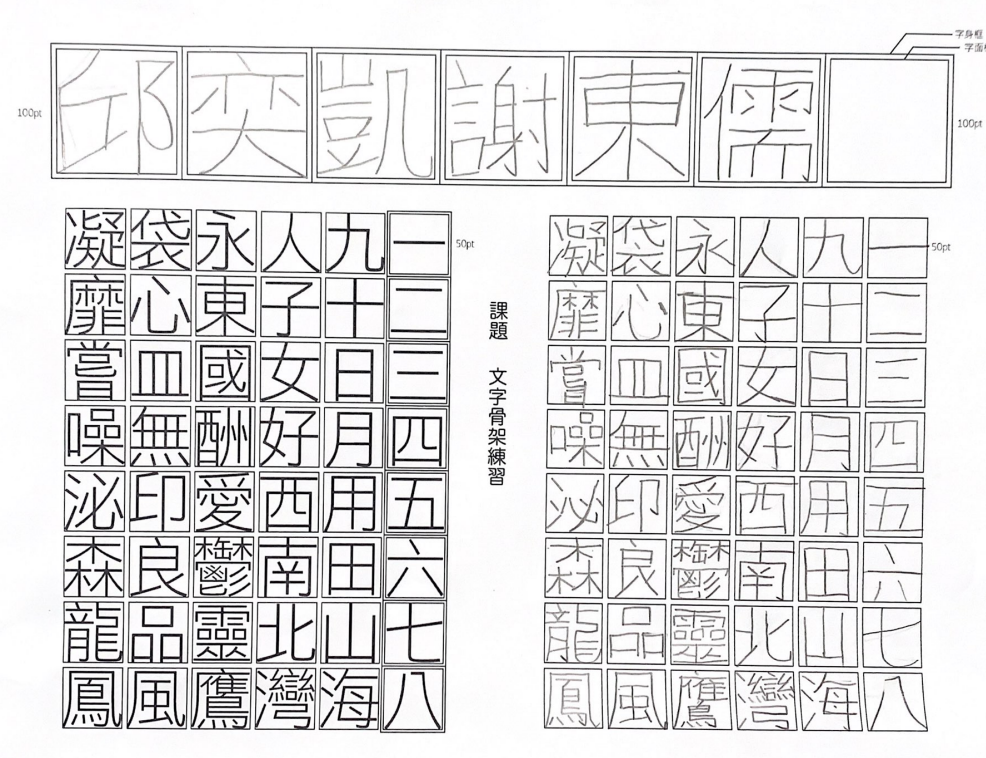 字身框
字面
100pt
邱奕凱謝東儒
100pt
50pt
一二三四五六七八
九十日月用田山海
人子女好西南北灣
永東國酬愛鬱靈鷹
袋心皿無印良品風
凝靡嘗噪泌森龍鳳
課題 文字骨架練習
50pt
一二三四五六七八
九十日月用田山海
人子女好西南北灣
永東國酬愛鬱靈鷹
袋心皿無印良品風
凝靡嘗噪泌森龍鳳